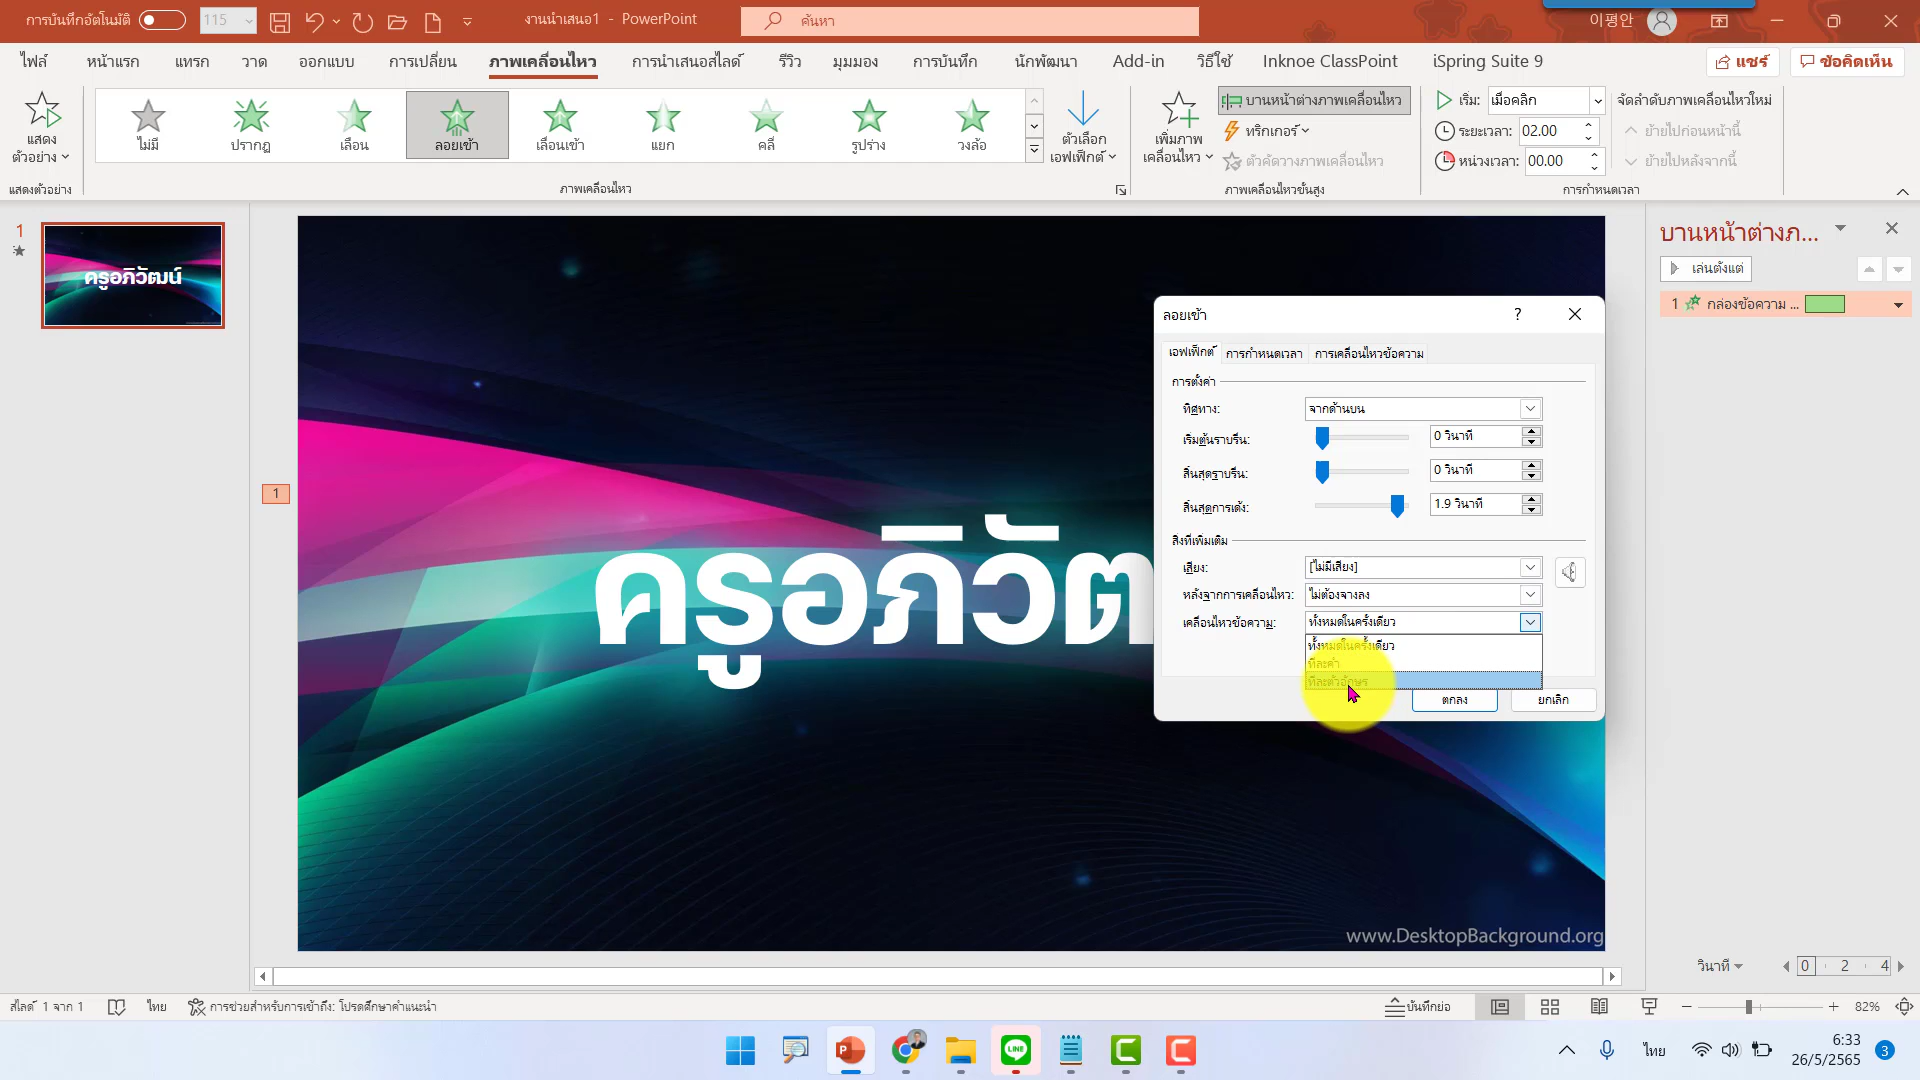 การบันทึกอัตโนมัติ
115
งานนำเสนอ1 - PowerPoint
ค้นหา
이평안
ไฟล์ หน้าแรก แทรก วาด ออกแบบ การเปลี่ยน ภาพเคลื่อนไหว การนำเสนอสไลด์ รีวิว มุมมอง การบันทึก นักพัฒนา Add-in วิธีใช้ Inknoe ClassPoint iSpring Suite 9 แชร์ ข้อคิดเห็น
แสดง
ตัวอย่าง
ไม่มี ปรากฏ เลือน ลอยเข้า เลื่อนเข้า แยก คลี่ รูปร่าง วงล้อ
ตัวเลือก
เอฟเฟ็กต์
เพิ่มภาพ
เคลื่อนไหว
บานหน้าต่างภาพเคลื่อนไหว
ทริกเกอร์
ตัวคัดวางภาพเคลื่อนไหว
เริ่ม: เมื่อคลิก
ระยะเวลา: 02.00
หน่วงเวลา: 00.00
จัดลำดับภาพเคลื่อนไหวใหม่
ย้ายไปก่อนหน้านี้
ย้ายไปหลังจากนี้
แสดงตัวอย่าง ภาพเคลื่อนไหว ภาพเคลื่อนไหวขั้นสูง การกำหนดเวลา
1
ครูอภิวัฒน์
1
ครูอภิวัต
www.DesktopBackground.org
ลอยเข้า ?
เอฟเฟ็กต์ การกำหนดเวลา การเคลื่อนไหวข้อความ
การตั้งค่า
ทิศทาง: จากด้านบน
เริ่มต้นราบรื่น: 0 วินาที
สิ้นสุดราบรื่น: 0 วินาที
สิ้นสุดการเด้ง: 1.9 วินาที
สิ่งที่เพิ่มเติม
เสียง: [ไม่มีเสียง]
หลังจากการเคลื่อนไหว: ไม่ต้องจางลง
เคลื่อนไหวข้อความ: ทั้งหมดในครั้งเดียว
ทั้งหมดในครั้งเดียว
ทีละคำ
ทีละตัวอักษร
ตกลง ยกเลิก
บานหน้าต่างภ...
เล่นตั้งแต่
1 กล่องข้อความ ...
วินาที 0 2 4
สไลด์ 1 จาก 1 ไทย การช่วยสำหรับการเข้าถึง: โปรดศึกษาคำแนะนำ บันทึกย่อ 82%
LINE
ไทย
6:33
26/5/2565
3